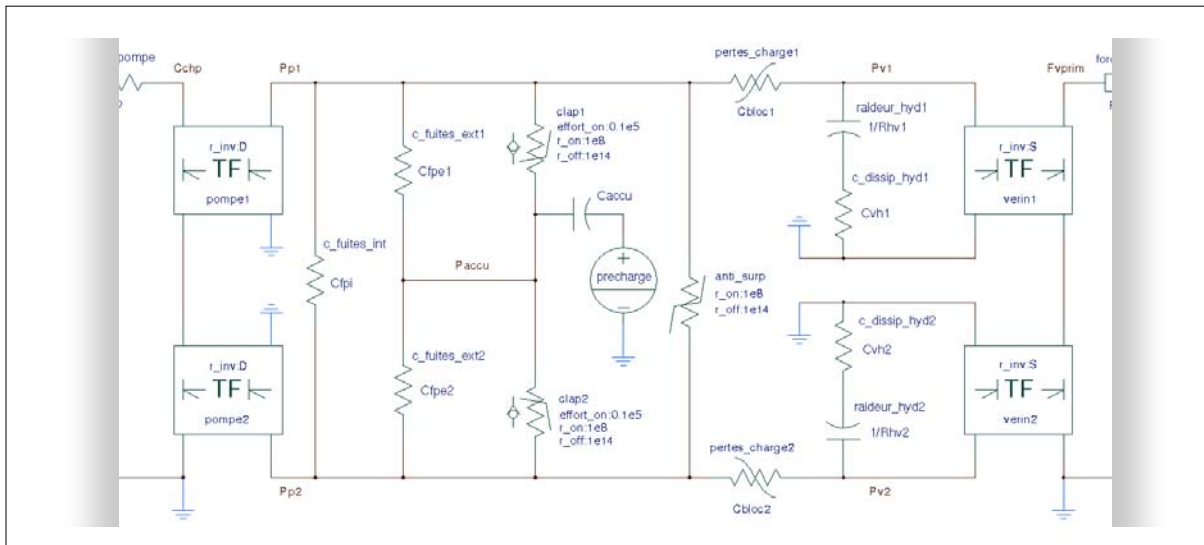 pompe
Cchp
Pp1
pertes_charge1
Cbloc1
Pv1
Fvprim
r_inv:D
TF
pompe1
c_fuites_ext1
Cfpe1
clap1
effort_on:0.1e5
r_on:1e8
r_off:1e14
Caccu
raideur_hyd1
1/Rhv1
c_dissip_hyd1
Cvh1
r_inv:S
TF
verin1
c_fuites_int
Cfpi
Paccu
precharge
anti_surp
r_on:1e8
r_off:1e14
r_inv:D
TF
pompe2
c_fuites_ext2
Cfpe2
clap2
effort_on:0.1e5
r_on:1e8
r_off:1e14
c_dissip_hyd2
Cvh2
raideur_hyd2
1/Rhv2
r_inv:S
TF
verin2
Pp2
pertes_charge2
Cbloc2
Pv2